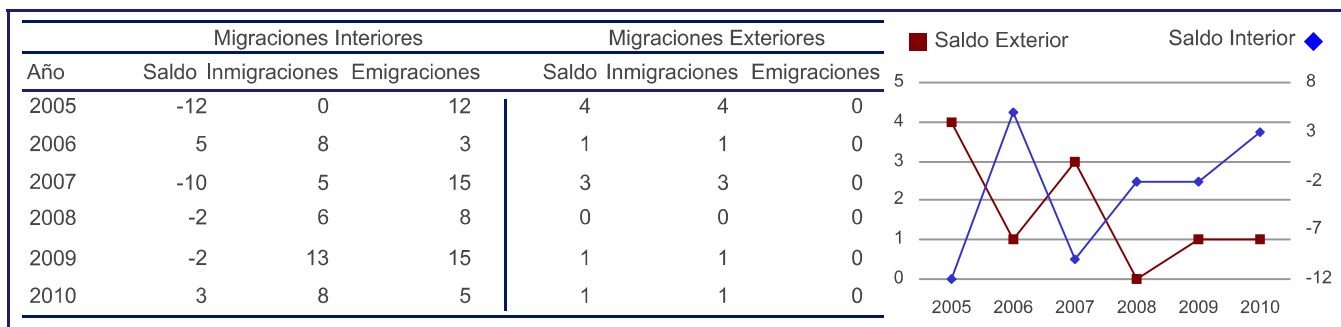 Migraciones Interiores Migraciones Exteriores
Año Saldo Inmigraciones Emigraciones Saldo Inmigraciones Emigraciones
2005 -12 0 12 4 4 0
2006 5 8 3 1 1 0
2007 -10 5 15 3 3 0
2008 -2 6 8 0 0 0
2009 -2 13 15 1 1 0
2010 3 8 5 1 1 0
Saldo Exterior Saldo Interior
5 8
4 3
3 -2
2 -7
1 -12
0
2005 2006 2007 2008 2009 2010